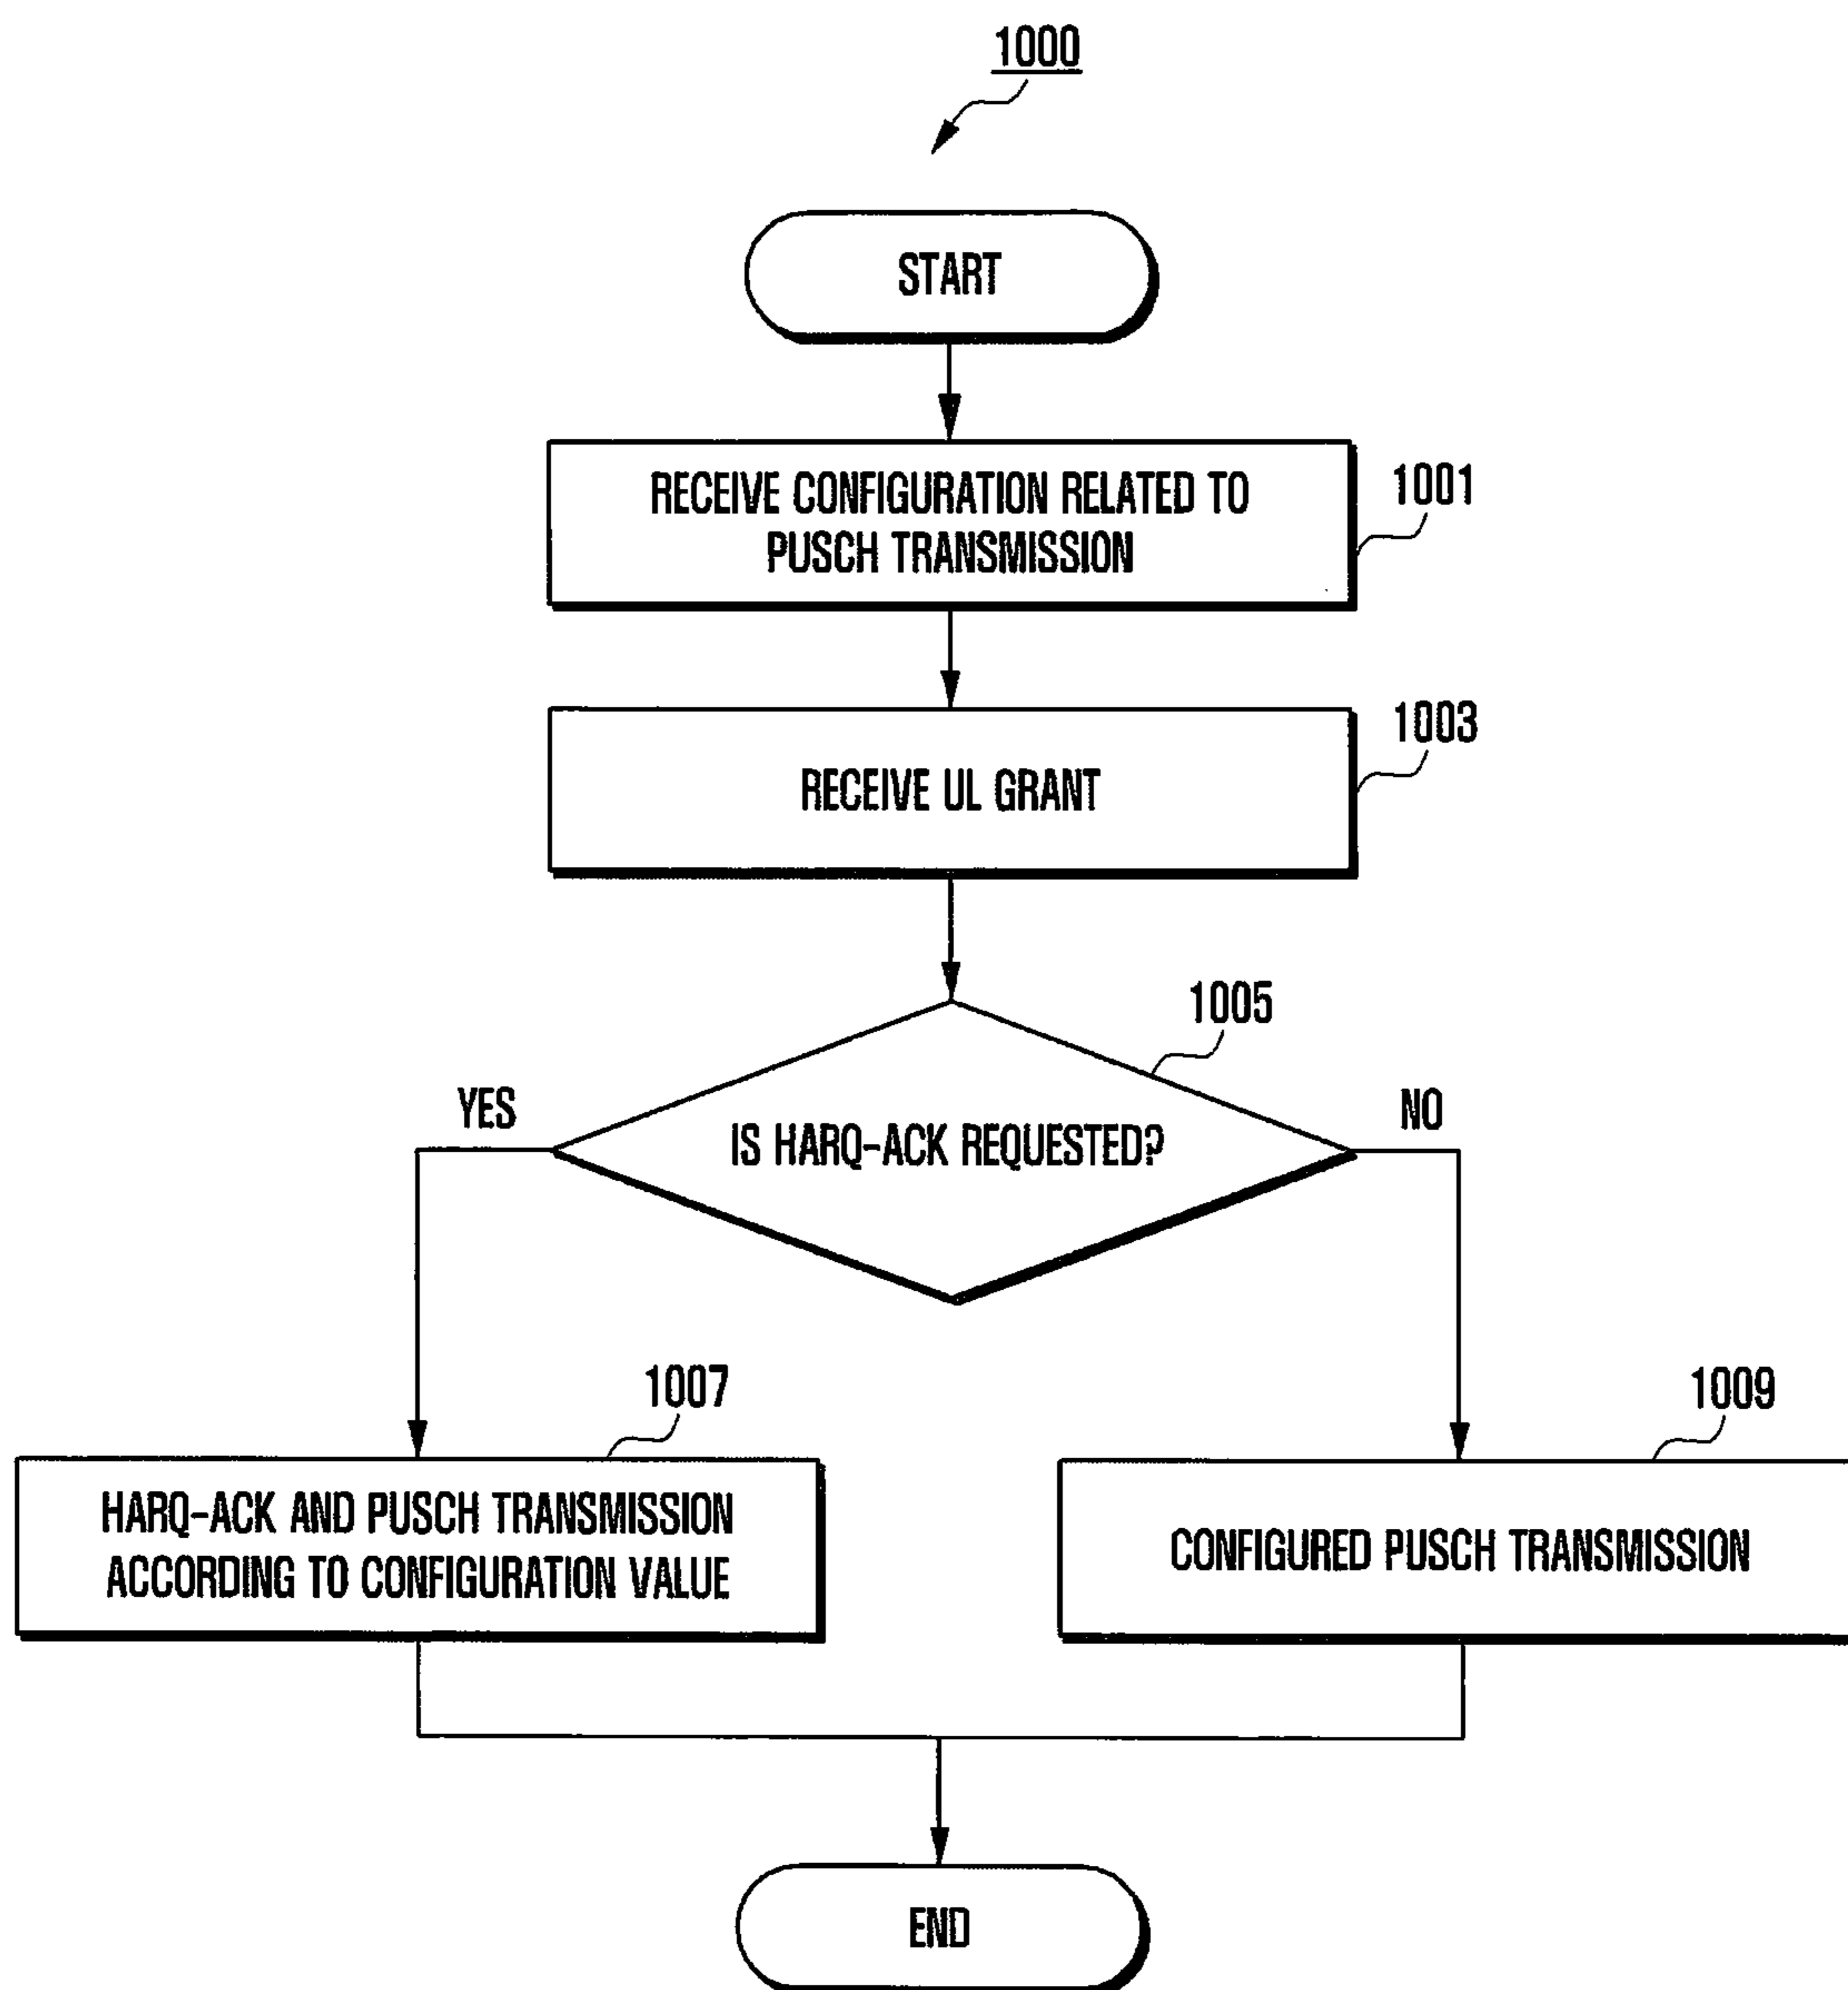 1000
START
RECEIVE CONFIGURATION RELATED TO
PUSCH TRANSMISSION
1001
RECEIVE UL GRANT
1003
1005
YES
IS HARQ-ACK REQUESTED?
NO
1007
HARQ-ACK AND PUSCH TRANSMISSION
ACCORDING TO CONFIGURATION VALUE
1009
CONFIGURED PUSCH TRANSMISSION
END